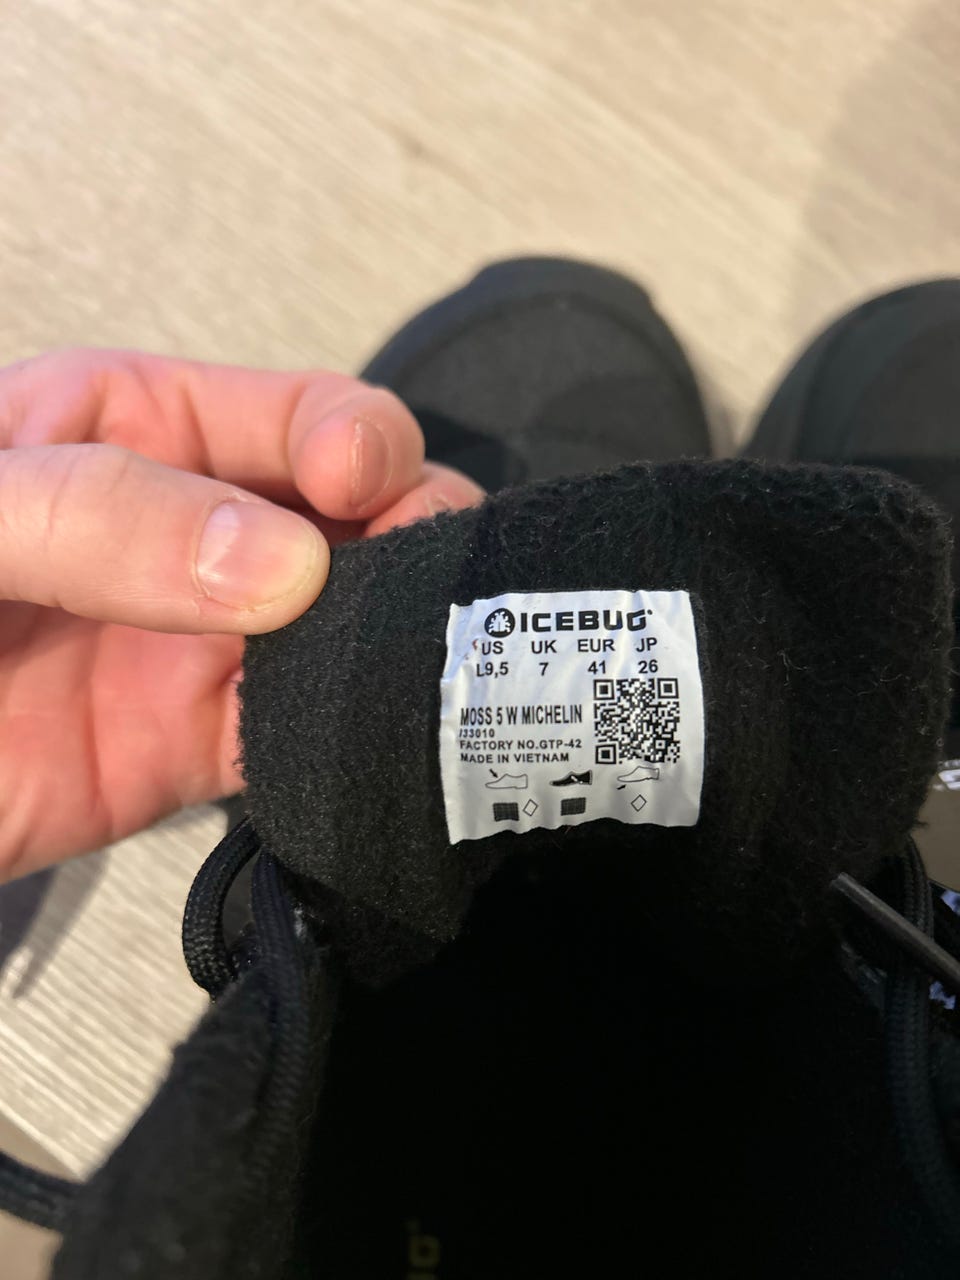 ICEBUG
US UK EUR JP
L9,5 7 41 26
MOSS 5 W MICHELIN
I33010
FACTORY NO.GTP-42
MADE IN VIETNAM